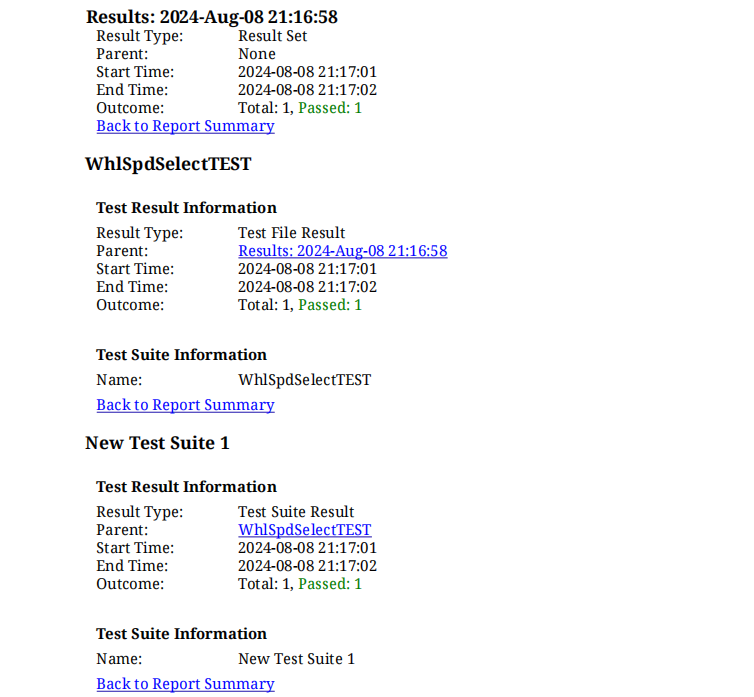 Results: 2024-Aug-08 21:16:58
Result Type: Result Set
Parent: None
Start Time: 2024-08-08 21:17:01
End Time: 2024-08-08 21:17:02
Outcome: Total: 1, Passed: 1
Back to Report Summary
WhlSpdSelectTEST
Test Result Information
Result Type: Test File Result
Parent: Results: 2024-Aug-08 21:16:58
Start Time: 2024-08-08 21:17:01
End Time: 2024-08-08 21:17:02
Outcome: Total: 1, Passed: 1
Test Suite Information
Name: WhlSpdSelectTEST
Back to Report Summary
New Test Suite 1
Test Result Information
Result Type: Test Suite Result
Parent: WhlSpdSelectTEST
Start Time: 2024-08-08 21:17:01
End Time: 2024-08-08 21:17:02
Outcome: Total: 1, Passed: 1
Test Suite Information
Name: New Test Suite 1
Back to Report Summary